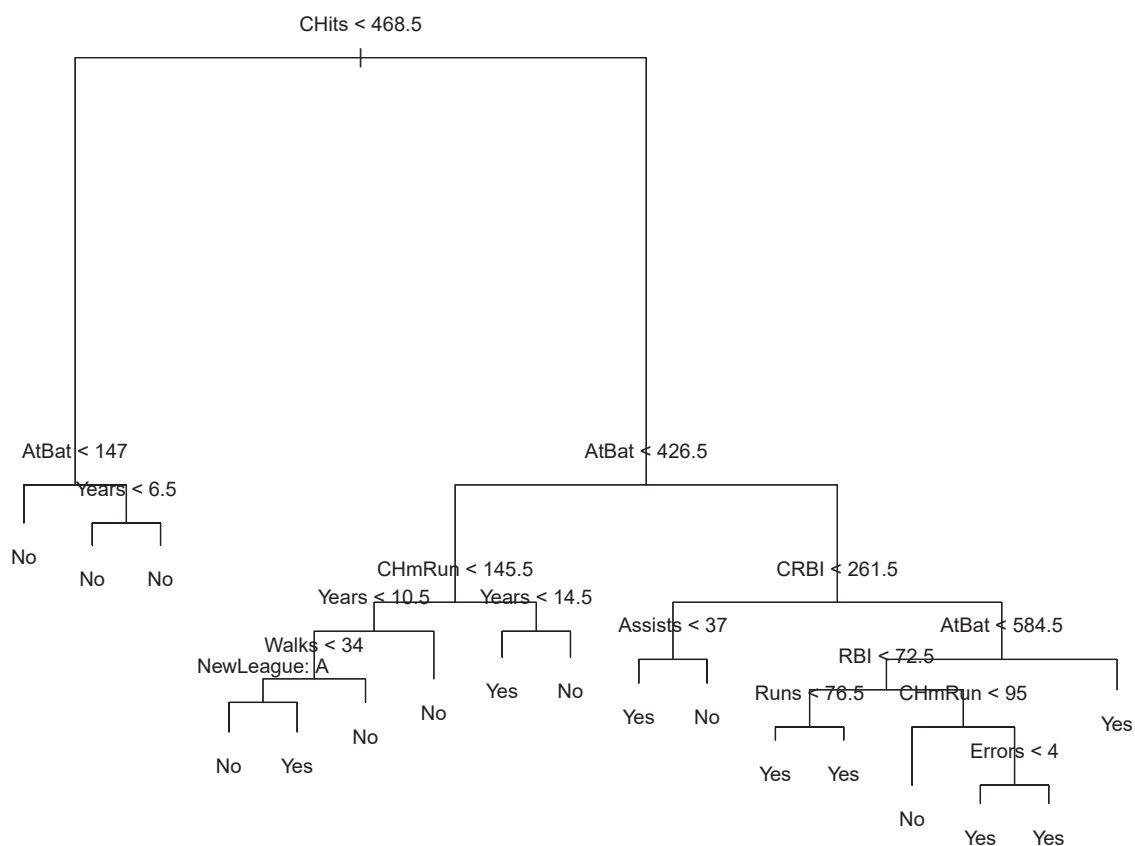 CHits < 468.5
AtBat < 147
AtBat < 426.5
Years < 6.5
No
No
No
CHmRun < 145.5
CRBI < 261.5
Years < 10.5
Years < 14.5
Assists < 37
AtBat < 584.5
Walks < 34
RBI < 72.5
NewLeague: A
Yes
No
Runs < 76.5
CHmRun < 95
No
Yes
No
Yes
No
Errors < 4
No
Yes
Yes
Yes
No
Yes
Yes